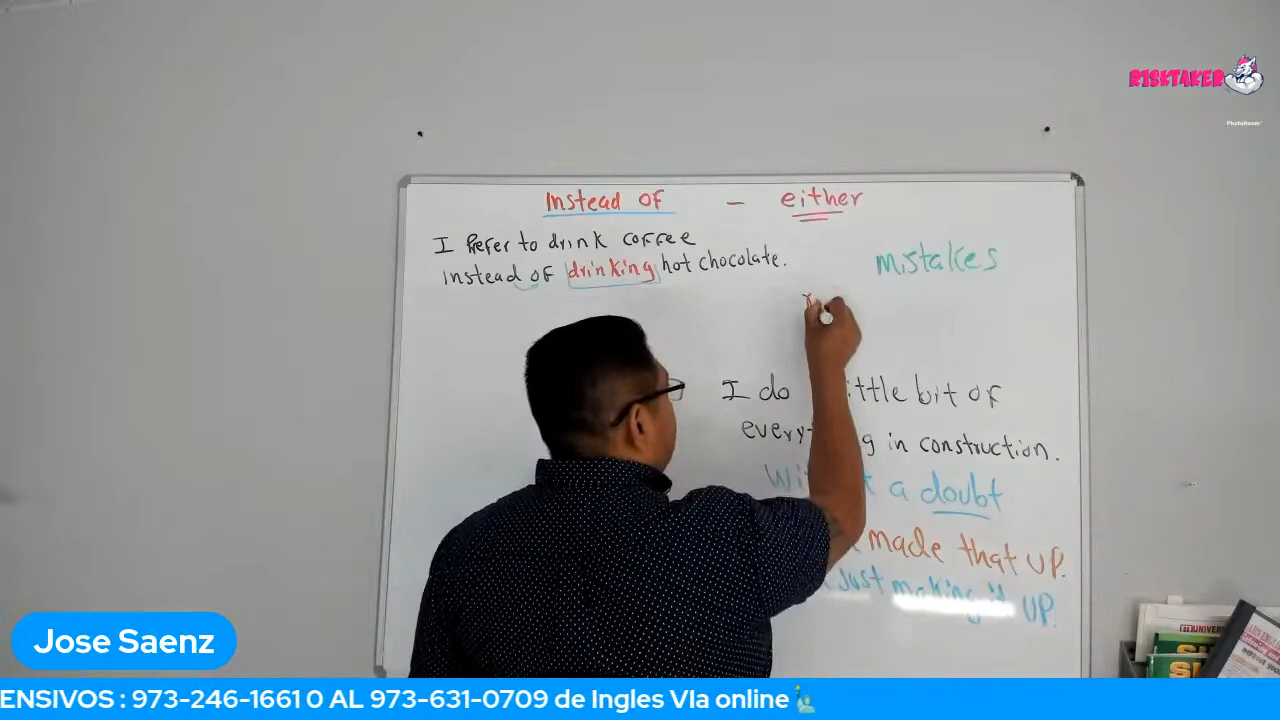 RISKTAKER
PhotoRoom
Instead of - either
I Prefer to drink coffee
instead of drinking hot chocolate.
mistakes
I do little bit of
everything in construction.
a doubt
made that up.
Just making it up
Jose Saenz
ENSIVOS : 973-246-1661 0 AL 973-631-0709 de Ingles VIa online